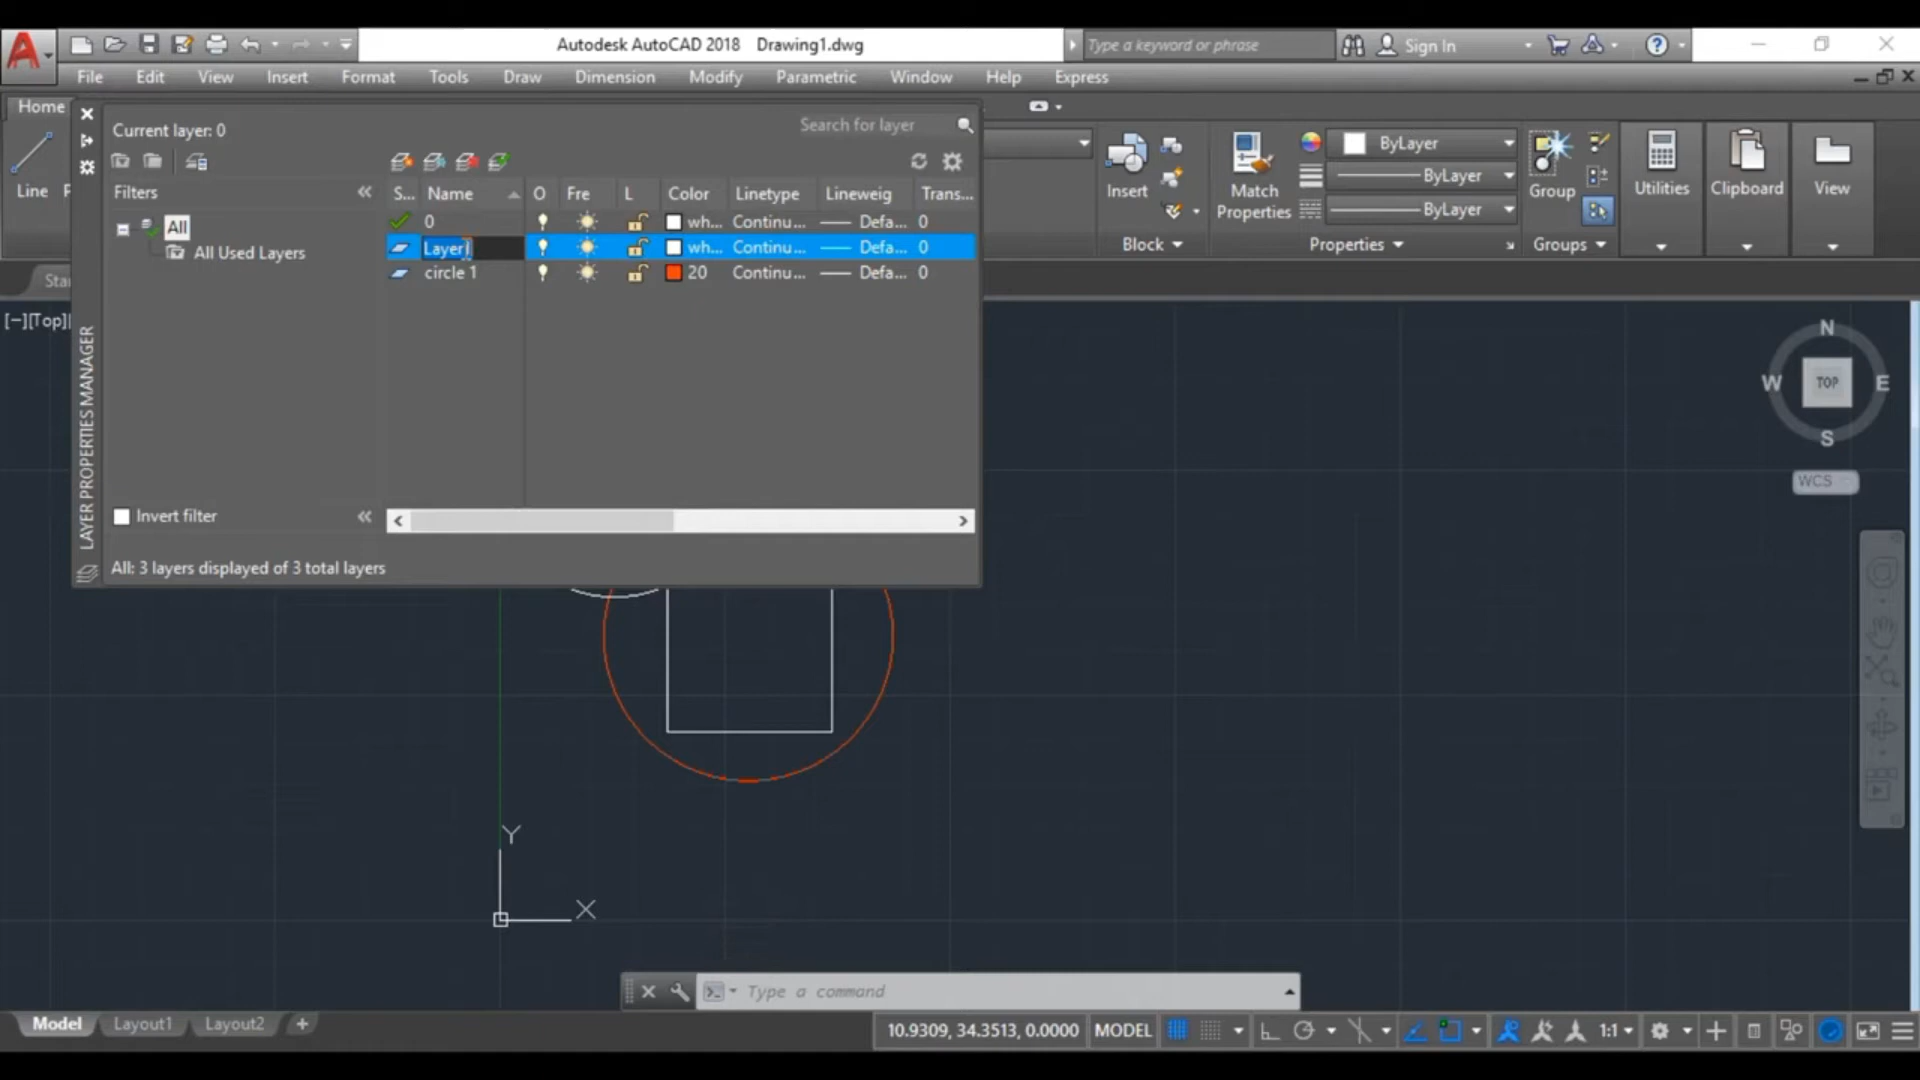 Autodesk AutoCAD 2018 Drawing1.dwg
Type a keyword or phrase
Sign In
File Edit View Insert Format Tools Draw Dimension Modify Parametric Window Help Express
Home
Current layer: 0
Search for layer
Filters
S... Name O Fre L Color Linetype Lineweig Trans...
All
All Used Layers
0 wh... Continu... Defa... 0
Layer1 wh... Continu... Defa... 0
circle 1 20 Continu... Defa... 0
Invert filter
All: 3 layers displayed of 3 total layers
LAYER PROPERTIES MANAGER
Line
Insert
Block
Match Properties
ByLayer
ByLayer
ByLayer
Properties
Group
Groups
Utilities
Clipboard
View
Star
[−][Top]
N
W TOP E
S
WCS
Y
X
Type a command
Model Layout1 Layout2 +
10.9309, 34.3513, 0.0000 MODEL 1:1